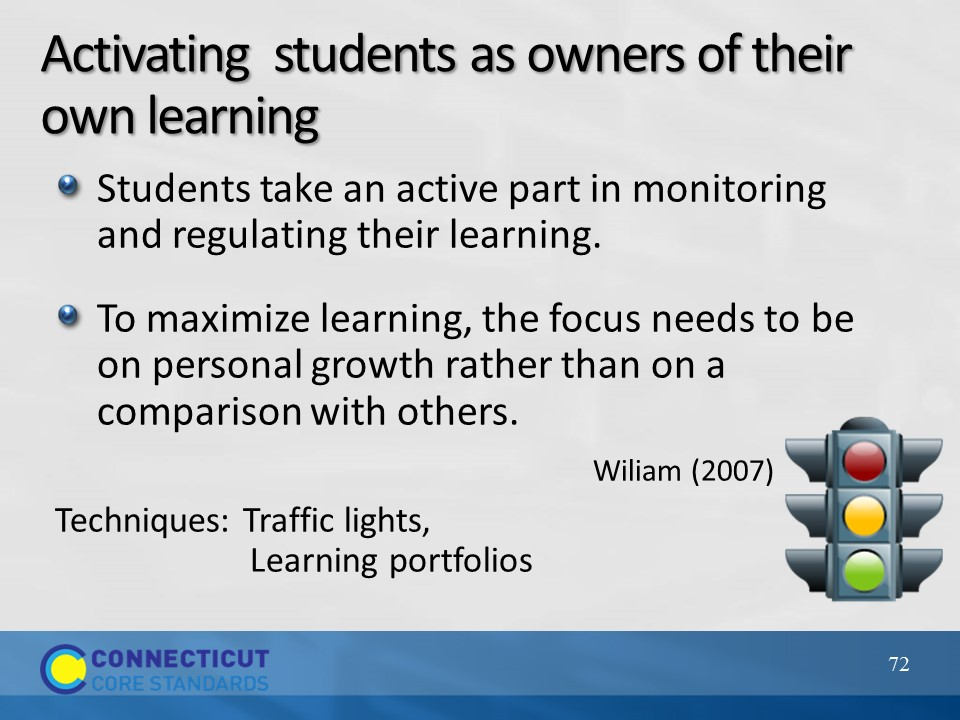 Activating  students as owners of their
own learning
Students take an active part in monitoring
and regulating their learning.
To maximize learning, the focus needs to be
on personal growth rather than on a
comparison with others.
Wiliam (2007)
Techniques:  Traffic lights,
Learning portfolios
CONNECTICUT
CORE STANDARDS
72